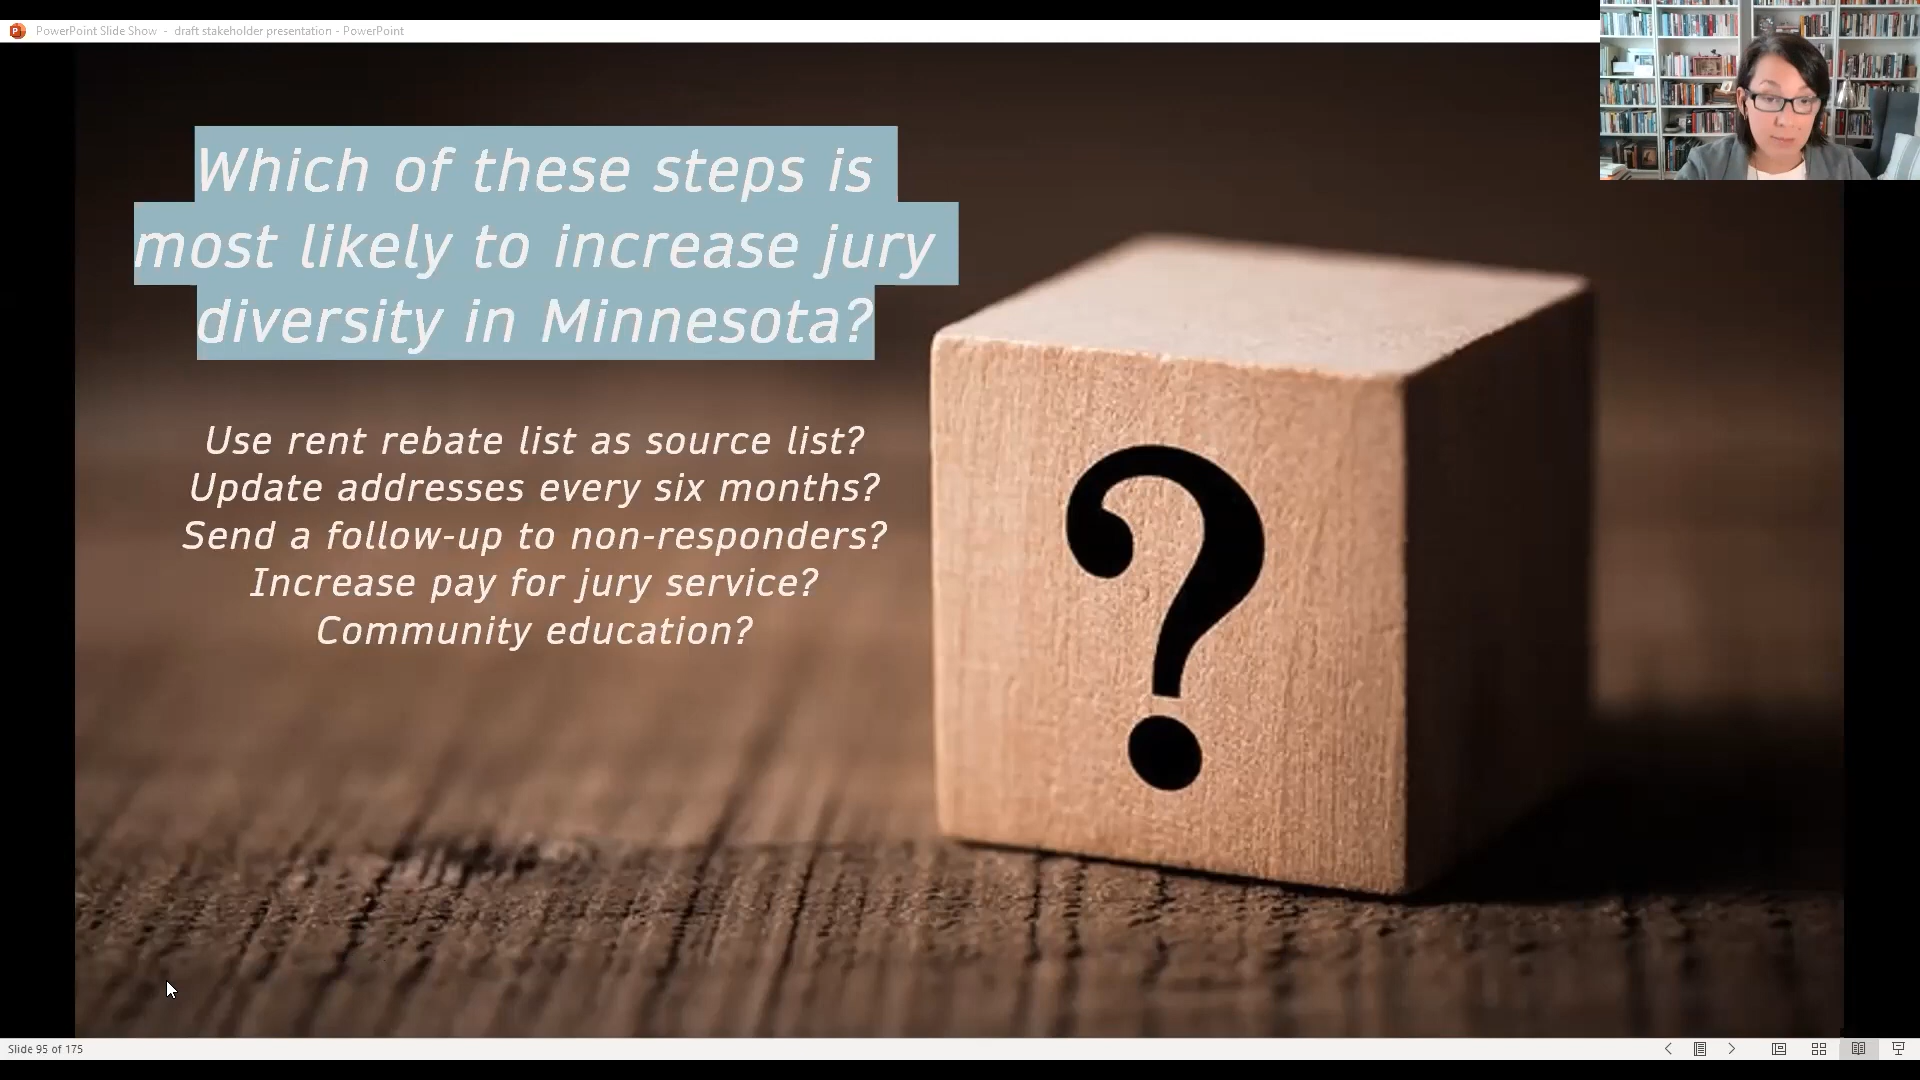 PowerPoint Slide Show - draft stakeholder presentation - PowerPoint
Which of these steps is
most likely to increase jury
diversity in Minnesota?
Use rent rebate list as source list?
Update addresses every six months?
Send a follow-up to non-responders?
Increase pay for jury service?
Community education?
?
Slide 95 of 175